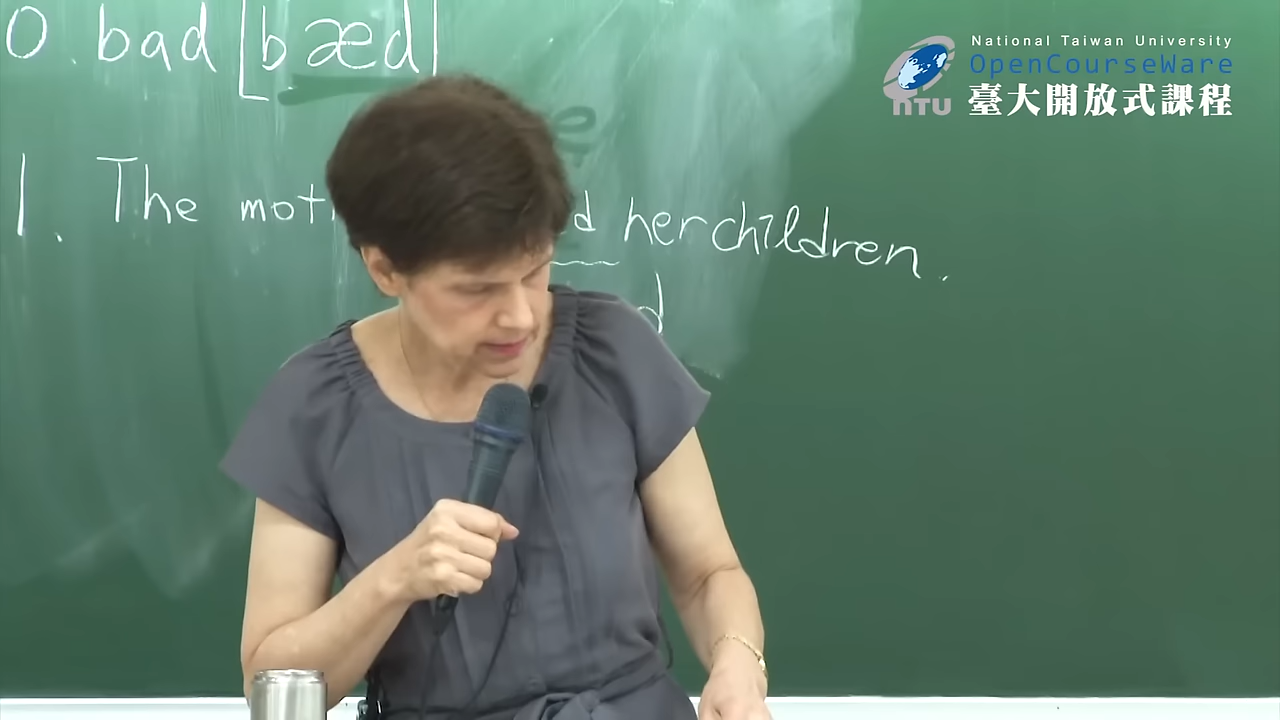 0. bad [bæd]
National Taiwan University
OpenCourseWare
NTU 臺大開放式課程
1. The her children.